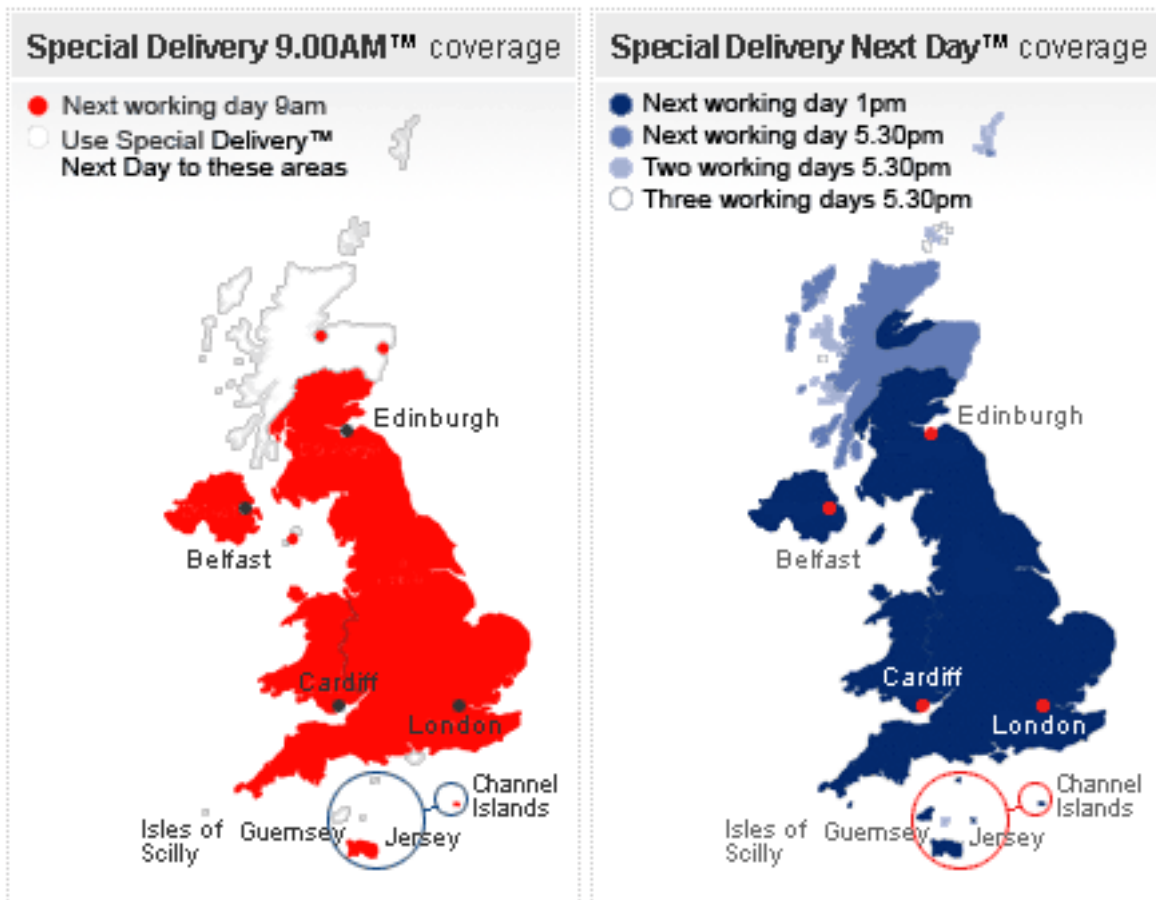 Special Delivery 9.00AM™ coverage
Next working day 9am
Use Special Delivery™
Next Day to these areas
Edinburgh
Belfast
Cardiff
London
Channel
Islands
Isles of
Scilly
Guernsey
Jersey
Special Delivery Next Day™ coverage
Next working day 1pm
Next working day 5.30pm
Two working days 5.30pm
Three working days 5.30pm
Edinburgh
Belfast
Cardiff
London
Channel
Islands
Isles of
Scilly
Guernsey
Jersey